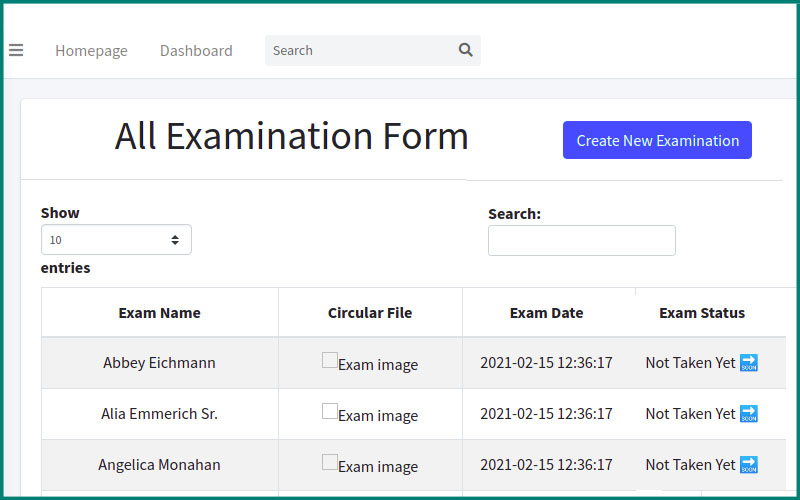 Homepage Dashboard Search
All Examination Form
Create New Examination
Show
10
entries
Search:
Exam Name Circular File Exam Date Exam Status
Abbey Eichmann Exam image 2021-02-15 12:36:17 Not Taken Yet 🔜
Alia Emmerich Sr. Exam image 2021-02-15 12:36:17 Not Taken Yet 🔜
Angelica Monahan Exam image 2021-02-15 12:36:17 Not Taken Yet 🔜